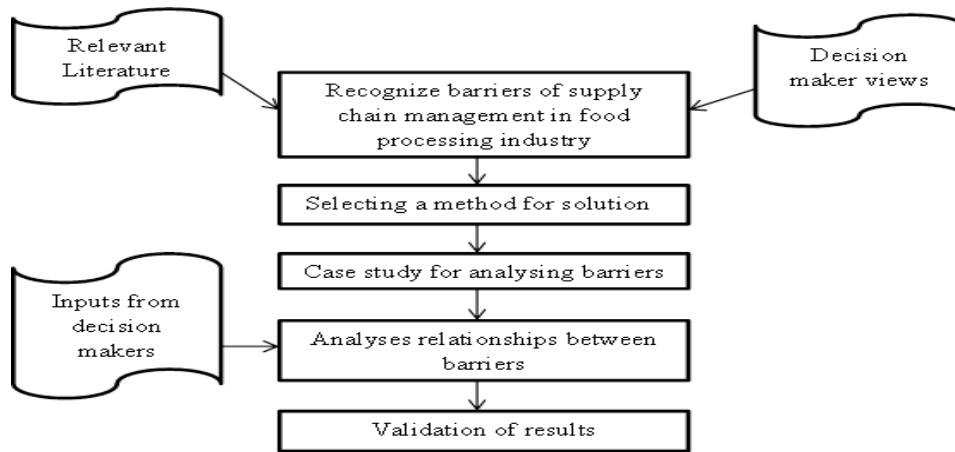 Relevant
Literature
Decision
maker views
Recognize barriers of supply
chain management in food
processing industry
Selecting a method for solution
Case study for analysing barriers
Inputs from
decision
makers
Analyses relationships between
barriers
Validation of results